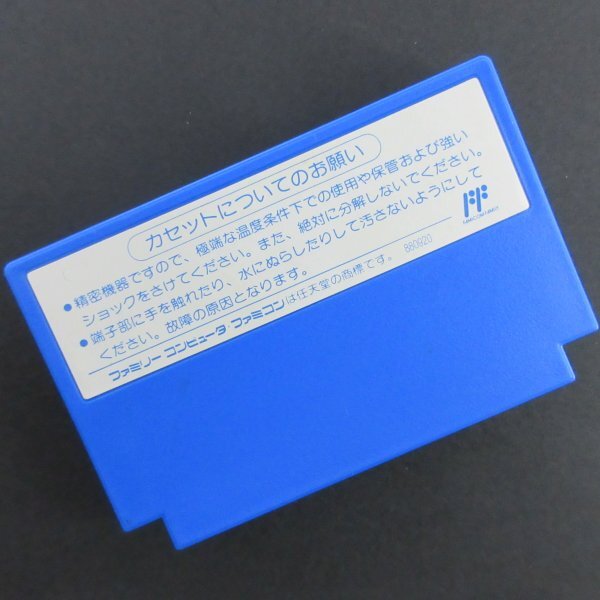 カセットについてのお願い
●精密機器ですので、極端な温度条件下での使用や保管および強い
ショックをさけてください。また、絶対に分解しないでください。
●端子部に手を触れたり、水にぬらしたりして汚さないようにして
ください。故障の原因となります。
880920
ファミリーコンピュータ・ファミコンは任天堂の商標です。
FF